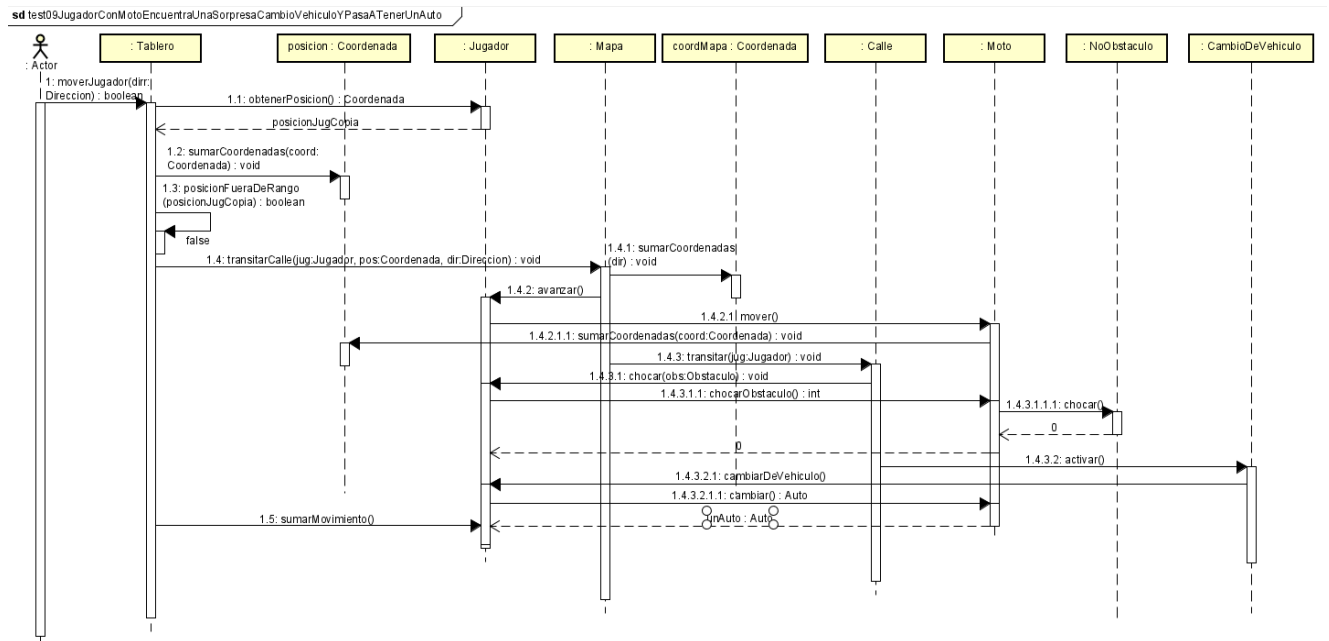 sd test09JugadorConMotoEncuentraUnaSorpresaCambioVehiculoYPasaATenerUnAuto
: Actor
: Tablero
posicion : Coordenada
: Jugador
: Mapa
coordMapa : Coordenada
: Calle
: Moto
: NoObstaculo
: CambioDeVehiculo
1: moverJugador(dirr:
Direccion) : boolean
1.1: obtenerPosicion() : Coordenada
posicionJugCopia
1.2: sumarCoordenadas(coord:
Coordenada) : void
1.3: posicionFueraDeRango
(posicionJugCopia) : boolean
false
1.4: transitarCalle(jug:Jugador, pos:Coordenada, dir:Direccion) : void
1.4.1: sumarCoordenadas
(dir) : void
1.4.2: avanzar()
1.4.2.1: mover()
1.4.2.1.1: sumarCoordenadas(coord:Coordenada) : void
1.4.3: transitar(jug:Jugador) : void
1.4.3.1: chocar(obs:Obstaculo) : void
1.4.3.1.1: chocarObstaculo() : int
1.4.3.1.1.1: chocar()
0
0
1.4.3.2: activar()
1.4.3.2.1: cambiarDeVehiculo()
1.4.3.2.1.1: cambiar() : Auto
1.5: sumarMovimiento()
unAuto : Auto